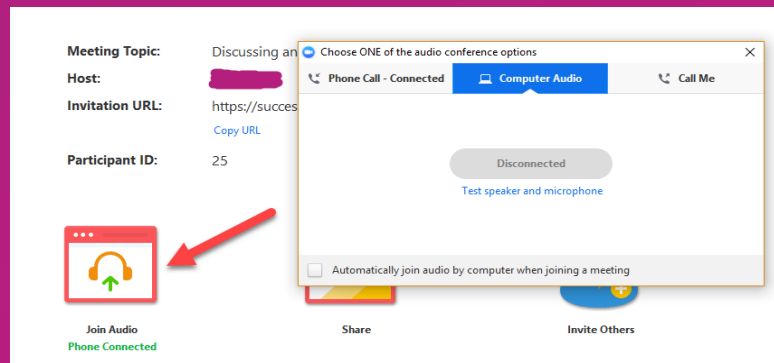 Meeting Topic: Discussing an
Host:
Invitation URL: https://succes
Copy URL
Participant ID: 25
Choose ONE of the audio conference options
Phone Call - Connected Computer Audio Call Me
Disconnected
Test speaker and microphone
Automatically join audio by computer when joining a meeting
Join Audio Share Invite Others
Phone Connected